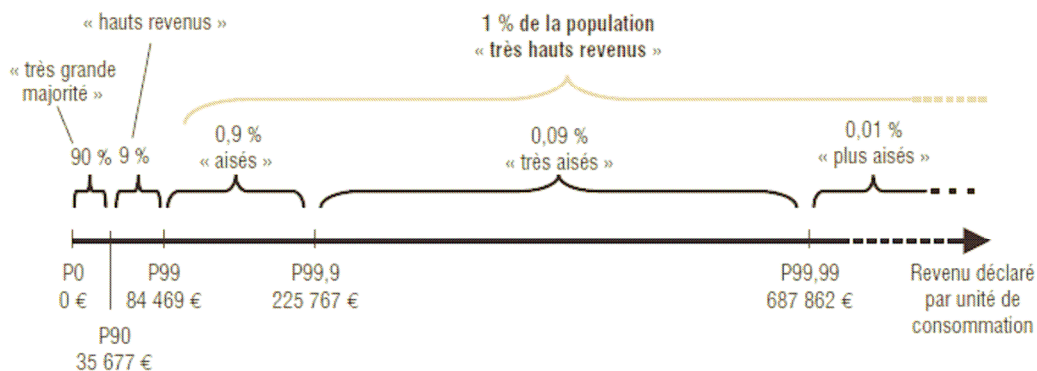 « hauts revenus »
1 % de la population
« très hauts revenus »
« très grande
majorité »
90 %
9 %
0,9 %
« aisés »
0,09 %
« très aisés »
0,01 %
« plus aisés »
P0
0 €
P90
35 677 €
P99
84 469 €
P99,9
225 767 €
P99,99
687 862 €
Revenu déclaré
par unité de
consommation